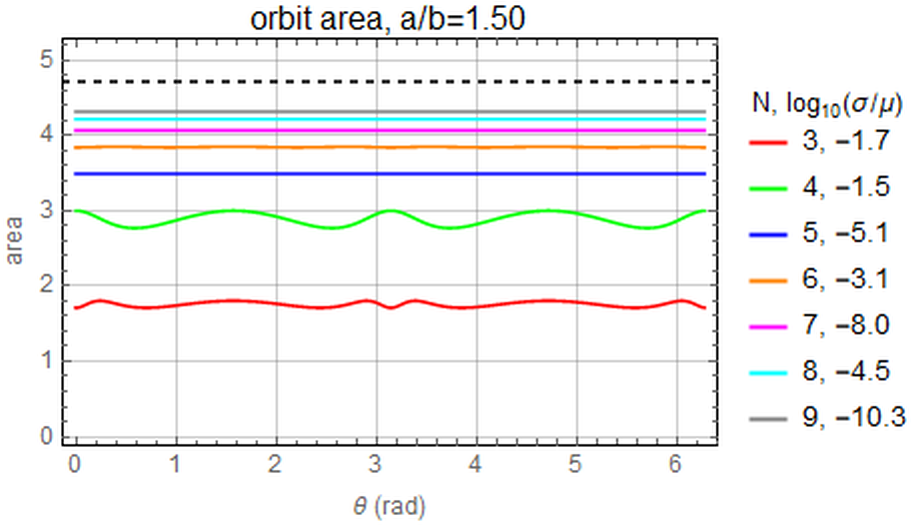 orbit area, a/b=1.50
5
4
3
2
1
0
area
0 1 2 3 4 5 6
θ (rad)
N, log₁₀(σ/μ)
3, −1.7
4, −1.5
5, −5.1
6, −3.1
7, −8.0
8, −4.5
9, −10.3